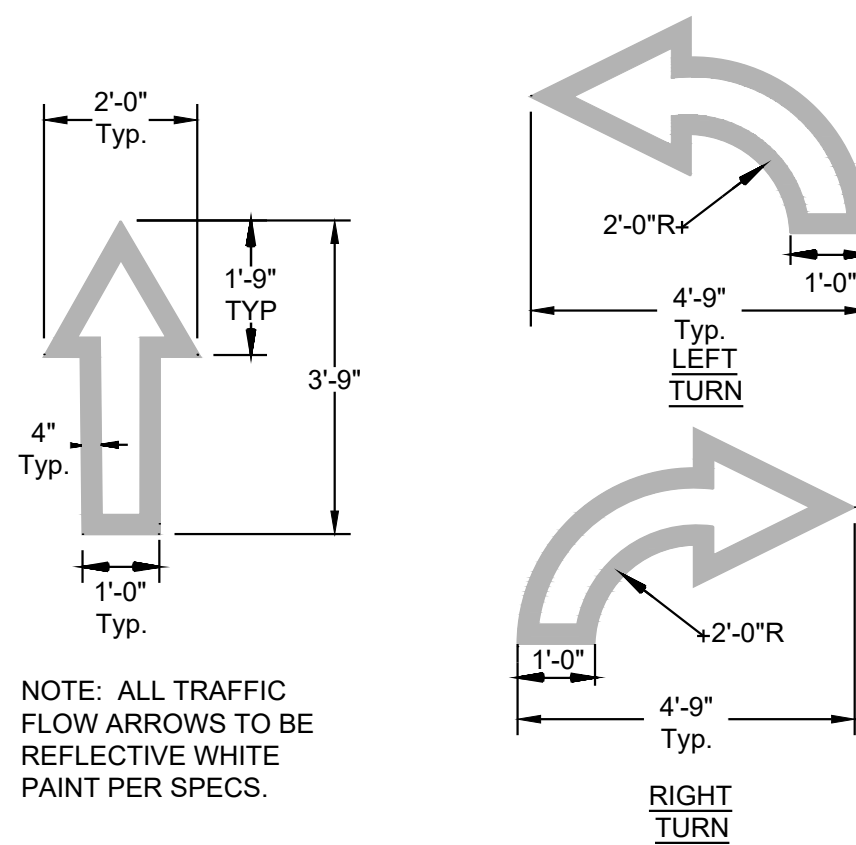 2'-0"
Typ.
1'-9"
TYP
3'-9"
4"
Typ.
1'-0"
Typ.
NOTE: ALL TRAFFIC
FLOW ARROWS TO BE
REFLECTIVE WHITE
PAINT PER SPECS.
2'-0"R
1'-0"
4'-9"
Typ.
LEFT
TURN
2'-0"R
1'-0"
4'-9"
Typ.
RIGHT
TURN